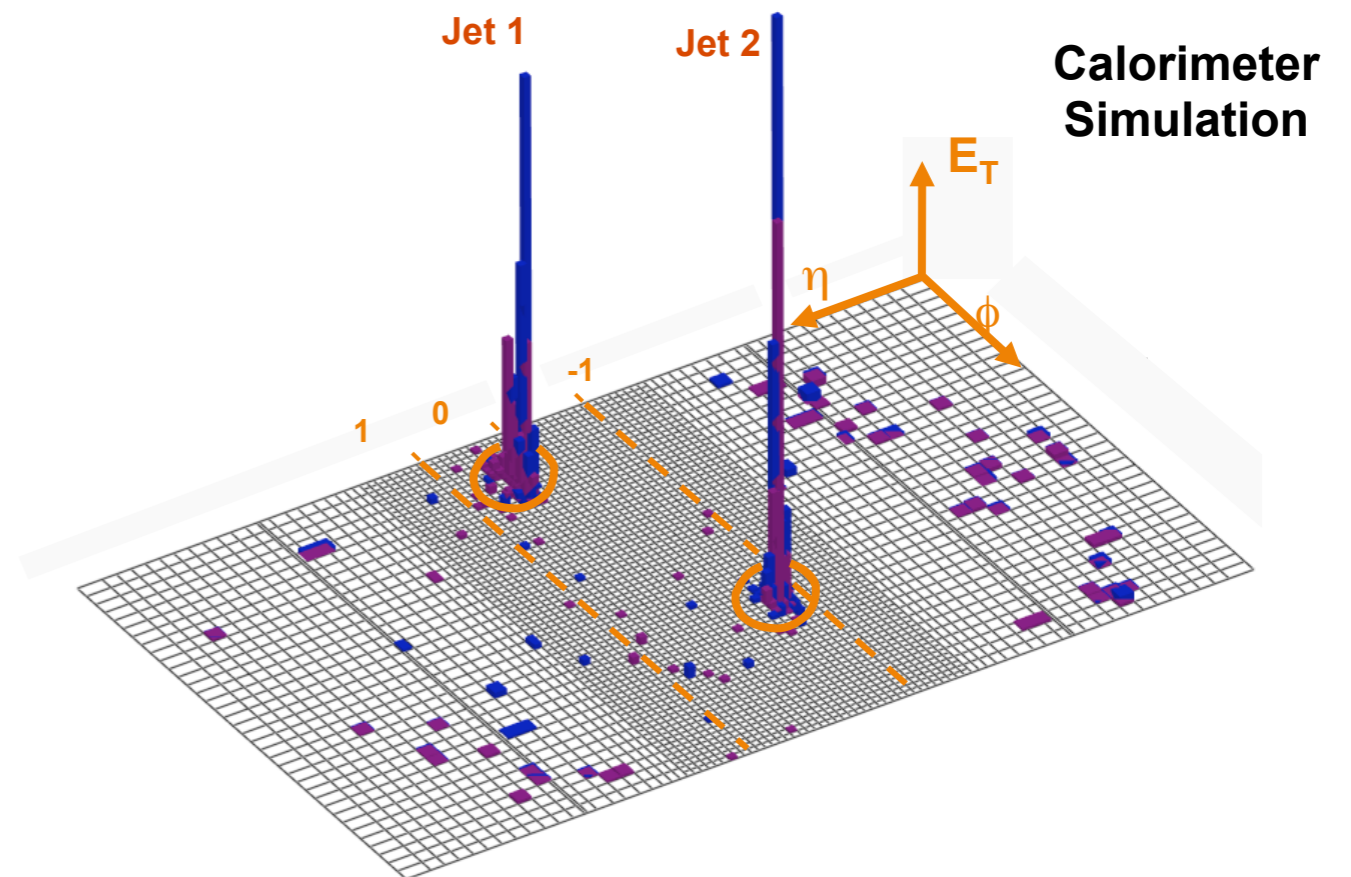 Jet 1
Jet 2
Calorimeter
Simulation
E_T
η
ϕ
-1
0
1